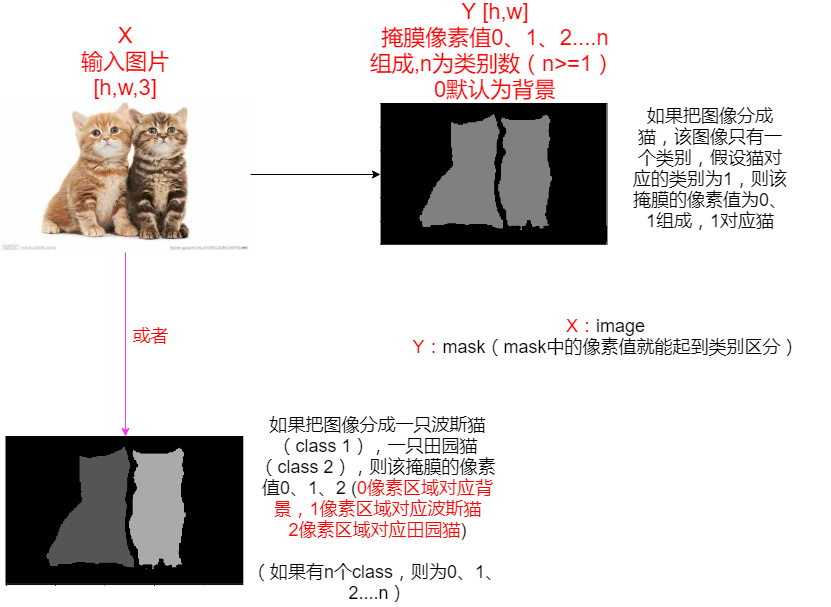 X
输入图片
[h,w,3]
Y [h,w]
掩膜像素值0、1、2....n
组成,n为类别数（n>=1）
0默认为背景
如果把图像分成
猫，该图像只有一
个类别，假设猫对
应的类别为1，则该
掩膜的像素值为0、
1组成，1对应猫
或者
X：image
Y：mask（mask中的像素值就能起到类别区分）
如果把图像分成一只波斯猫
（class 1），一只田园猫
（class 2），则该掩膜的像素
值0、1、2 (0像素区域对应背
景，1像素区域对应波斯猫
2像素区域对应田园猫)
（如果有n个class，则为0、1、
2....n）